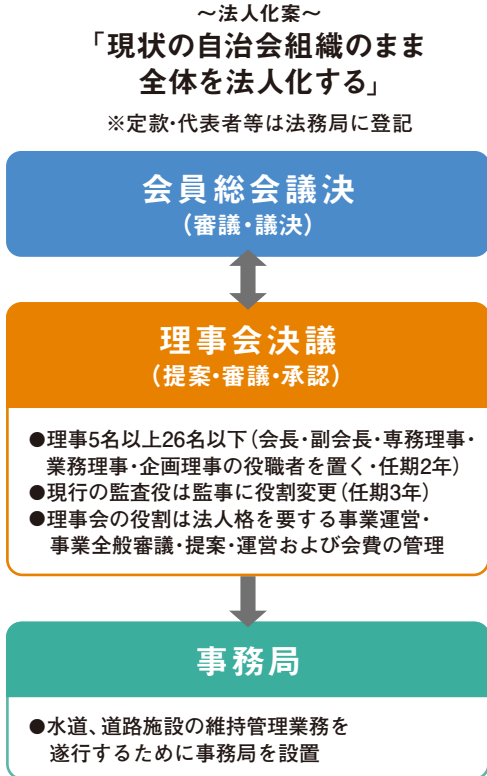 ～法人化案～
「現状の自治会組織のまま
全体を法人化する」
※定款・代表者等は法務局に登記
会員総会議決
（審議・議決）
理事会決議
（提案・審議・承認）
●理事5名以上26名以下（会長・副会長・専務理事・
業務理事・企画理事の役職者を置く・任期2年）
●現行の監査役は監事に役割変更（任期3年）
●理事会の役割は法人格を要する事業運営・
事業全般審議・提案・運営および会費の管理
事務局
●水道、道路施設の維持管理業務を
遂行するために事務局を設置